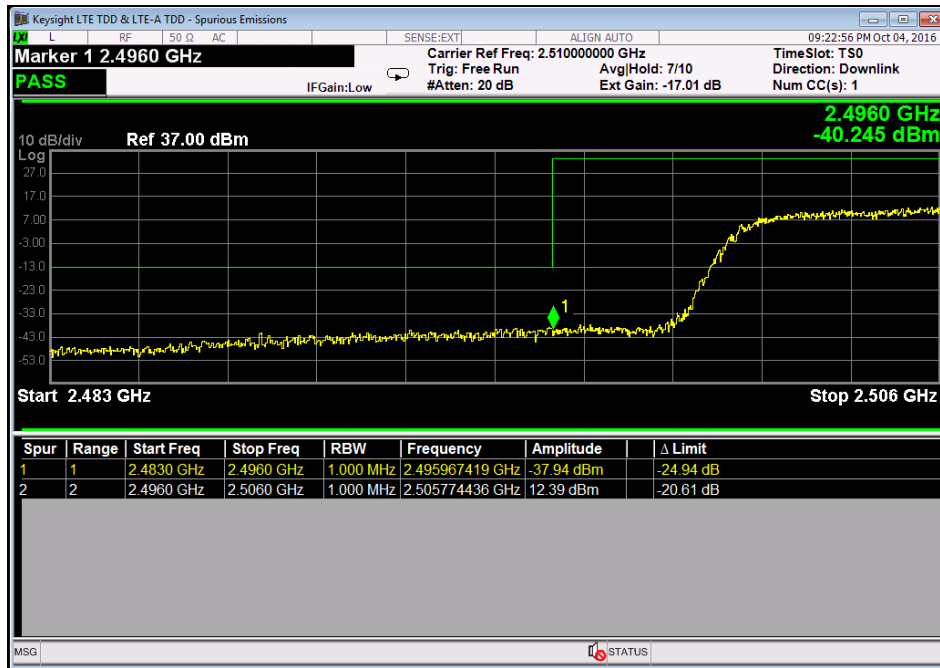 Keysight LTE TDD & LTE-A TDD - Spurious Emissions
LXI L RF 50 Ω AC SENSE:EXT ALIGN AUTO 09:22:56 PM Oct 04, 2016
Marker 1 2.4960 GHz Carrier Ref Freq: 2.510000000 GHz TimeSlot: TS0
Trig: Free Run Avg|Hold: 7/10 Direction: Downlink
PASS IFGain:Low #Atten: 20 dB Ext Gain: -17.01 dB Num CC(s): 1
2.4960 GHz
10 dB/div Ref 37.00 dBm -40.245 dBm
Log
27.0
17.0
7.00
-3.00
-13.0
-23.0
-33.0
1
-43.0
-53.0
Start 2.483 GHz Stop 2.506 GHz
Spur Range Start Freq Stop Freq RBW Frequency Amplitude Δ Limit
1 1 2.4830 GHz 2.4960 GHz 1.000 MHz 2.495967419 GHz -37.94 dBm -24.94 dB
2 2 2.4960 GHz 2.5060 GHz 1.000 MHz 2.505774436 GHz 12.39 dBm -20.61 dB
MSG STATUS